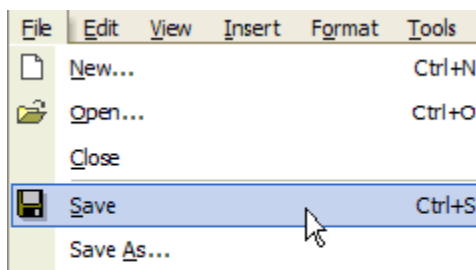 File Edit View Insert Format Tools
New... Ctrl+N
Open... Ctrl+O
Close
Save Ctrl+S
Save As...